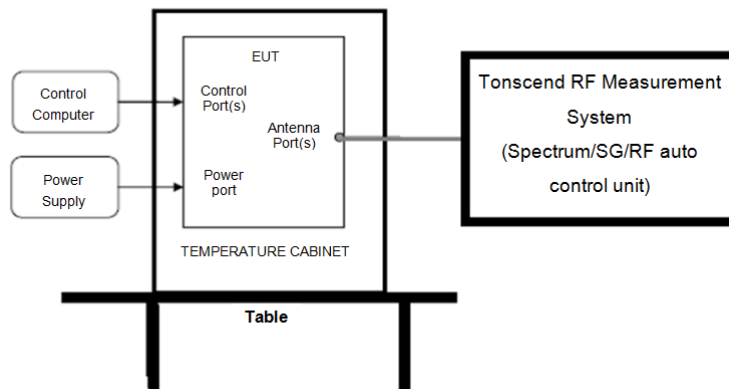 EUT
Control
Computer
Control
Port(s)
Antenna
Port(s)
Power
Supply
Power
port
TEMPERATURE CABINET
Table
Tonscend RF Measurement
System
(Spectrum/SG/RF auto
control unit)